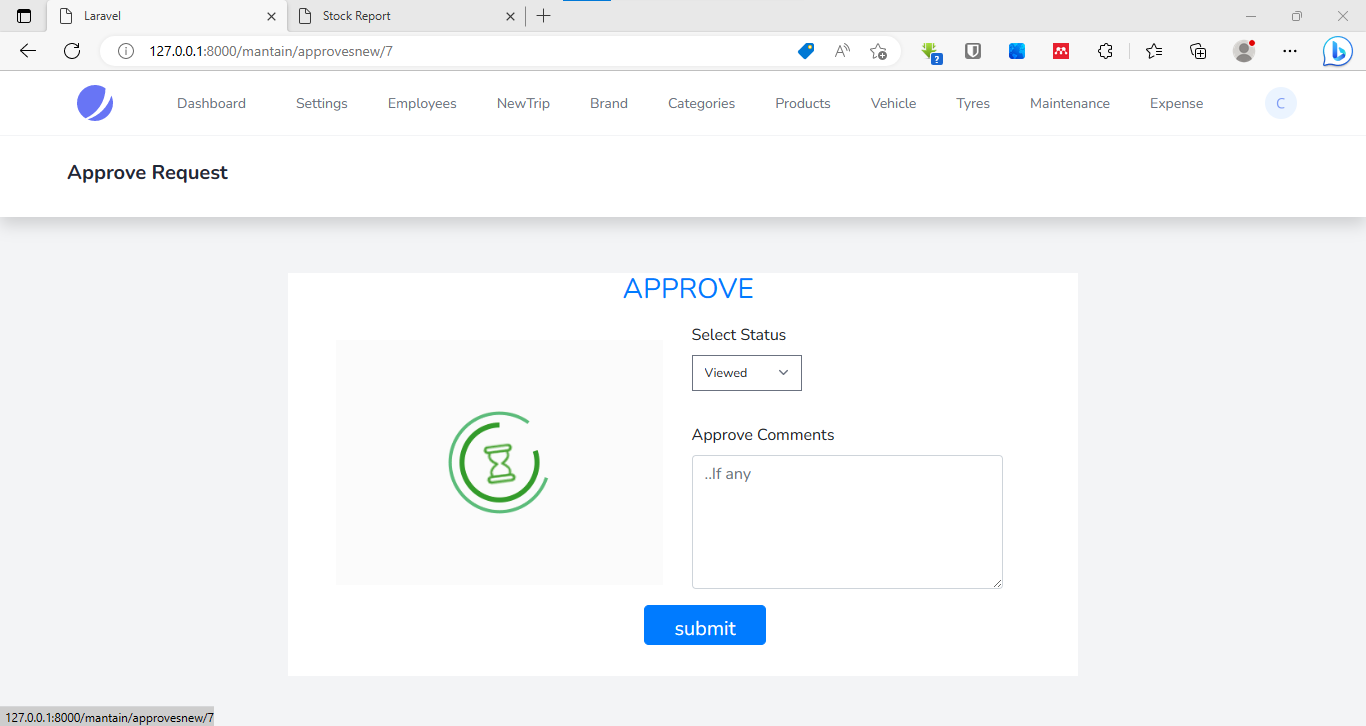 Laravel
Stock Report
127.0.0.1:8000/mantain/approvesnew/7
A
?
b
Dashboard Settings Employees NewTrip Brand Categories Products Vehicle Tyres Maintenance Expense C
Approve Request
APPROVE
Select Status
Viewed
Approve Comments
..If any
submit
127.0.0.1:8000/mantain/approvesnew/7